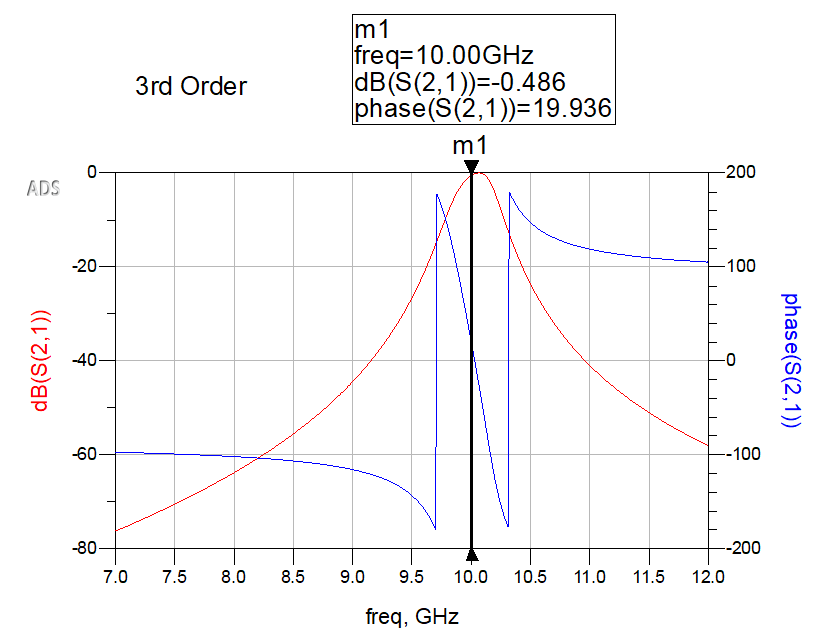 m1
freq=10.00GHz
dB(S(2,1))=-0.486
phase(S(2,1))=19.936
3rd Order
m1
ADS
0
-20
-40
-60
-80
200
100
0
-100
-200
dB(S(2,1))
phase(S(2,1))
7.0 7.5 8.0 8.5 9.0 9.5 10.0 10.5 11.0 11.5 12.0
freq, GHz